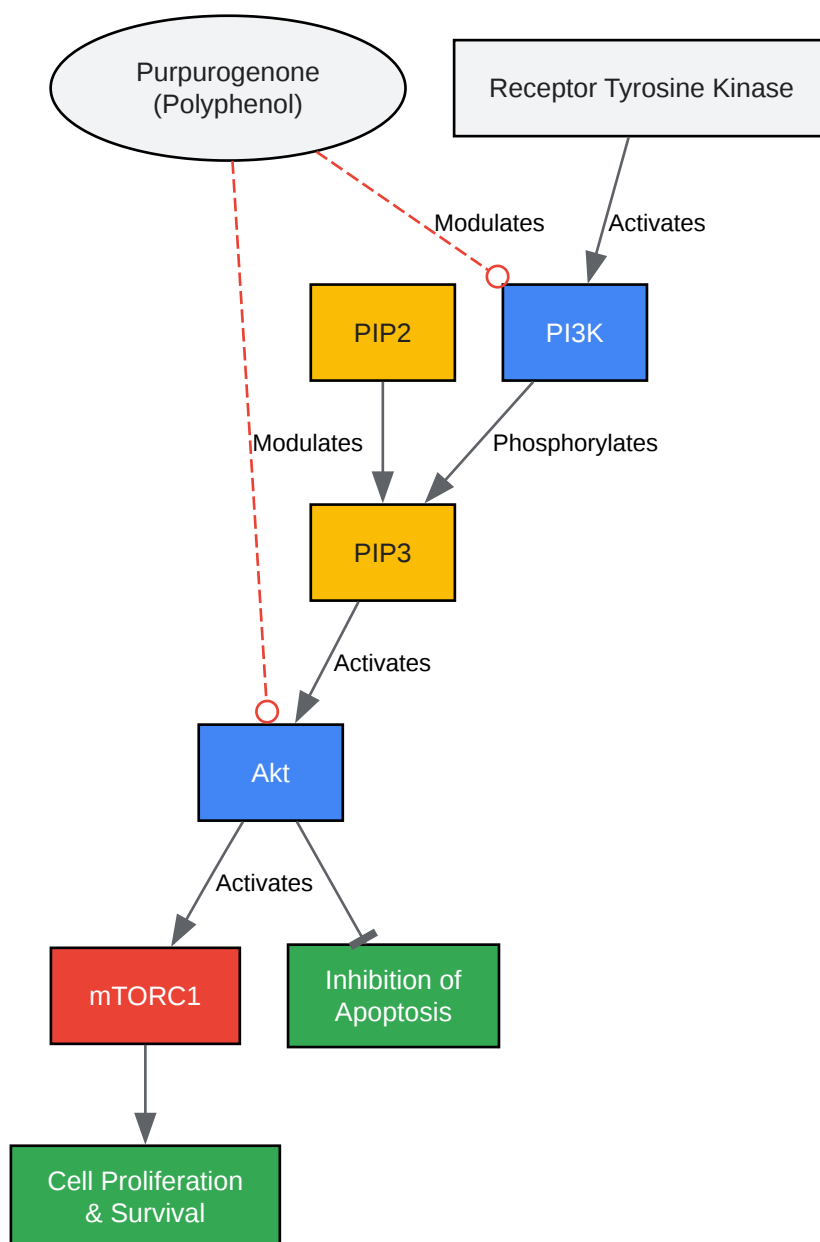 Purpurogenone
(Polyphenol)
Receptor Tyrosine Kinase
Modulates
Activates
PIP2
PI3K
Modulates
Phosphorylates
PIP3
Activates
Akt
Activates
mTORC1
Inhibition of
Apoptosis
Cell Proliferation
& Survival